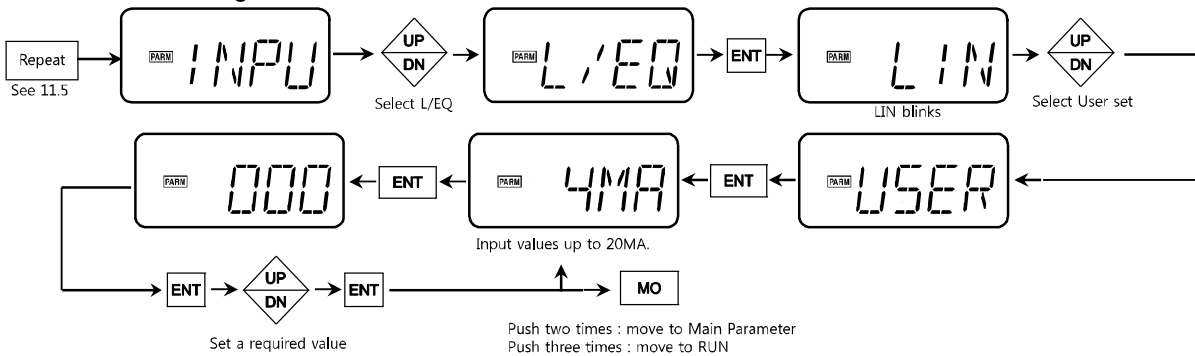 Repeat
See 11.5
PARM INPU
UP
DN
Select L/EQ
PARM L/EQ
ENT
PARM LIN
LIN blinks
UP
DN
Select User set
PARM USER
ENT
PARM 4MA
Input values up to 20MA.
ENT
PARM 000
ENT
UP
DN
Set a required value
ENT
MO
Push two times : move to Main Parameter
Push three times : move to RUN